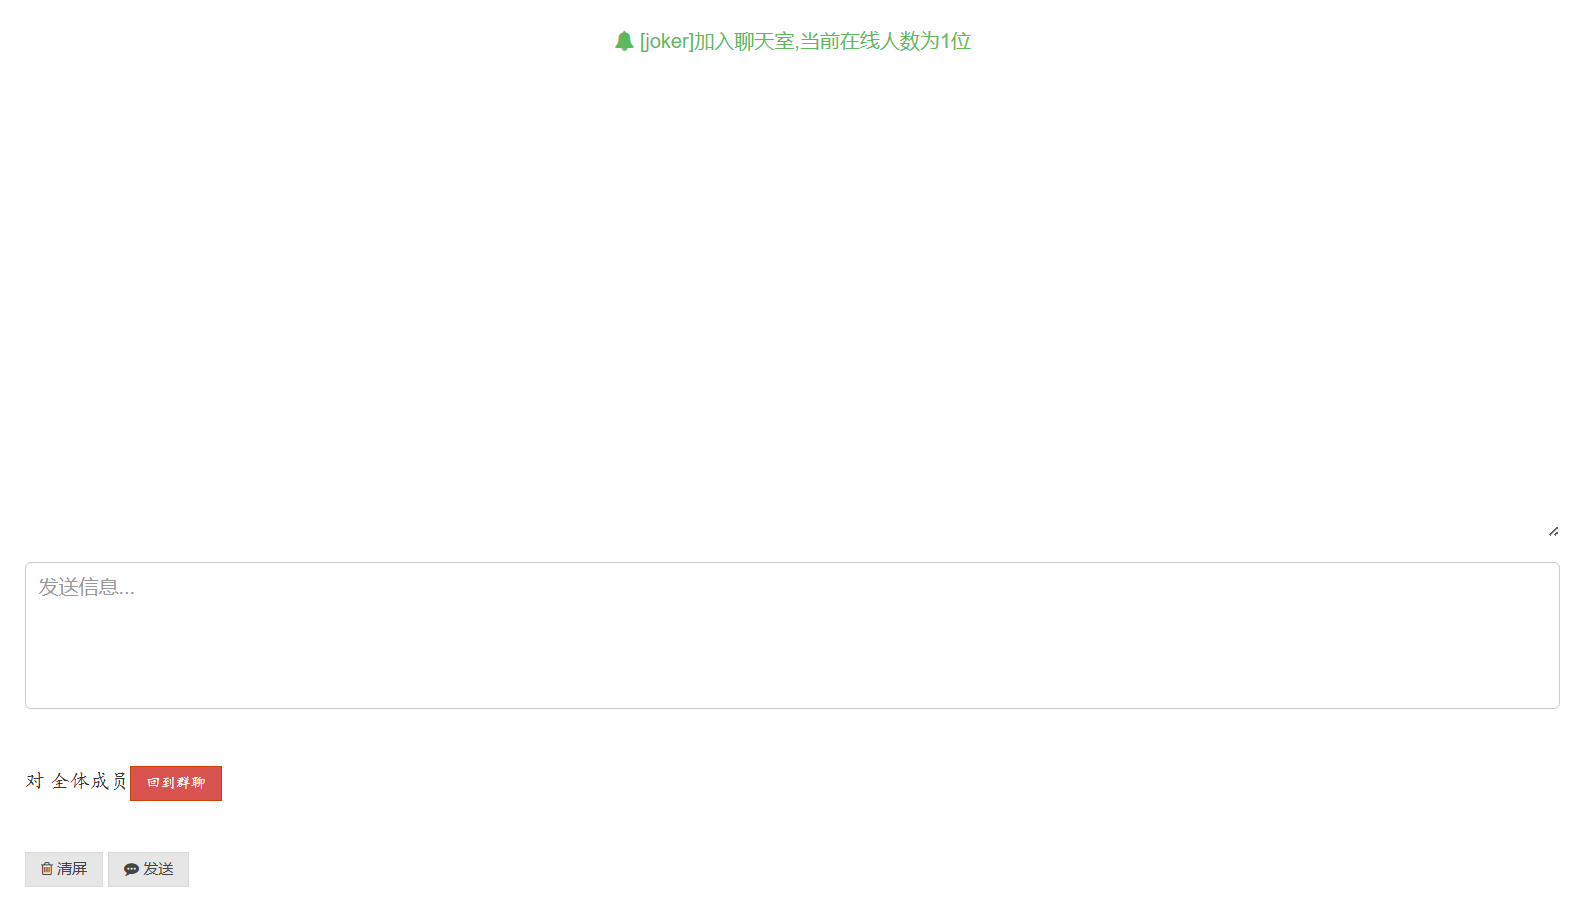 [joker]加入聊天室,当前在线人数为1位
发送信息...
对 全体成员 回到群聊
清屏 发送